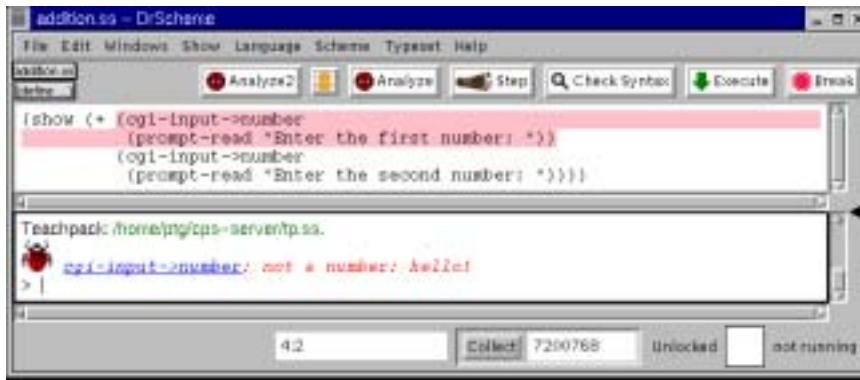 addition.ss - DrScheme
File Edit Windows Show Language Scheme Typeset Help
addition.ss
(define ...)
Analyze2 Analyze Step Check Syntax Execute Break
(show (+ (cgi-input->number
(prompt-read "Enter the first number: "))
(cgi-input->number
(prompt-read "Enter the second number: "))))
Teachpack: /home/ptg/cps-server/tp.ss.
cgi-input->number: not a number: hello!
> |
4:2 Collect 7200768 Unlocked not running